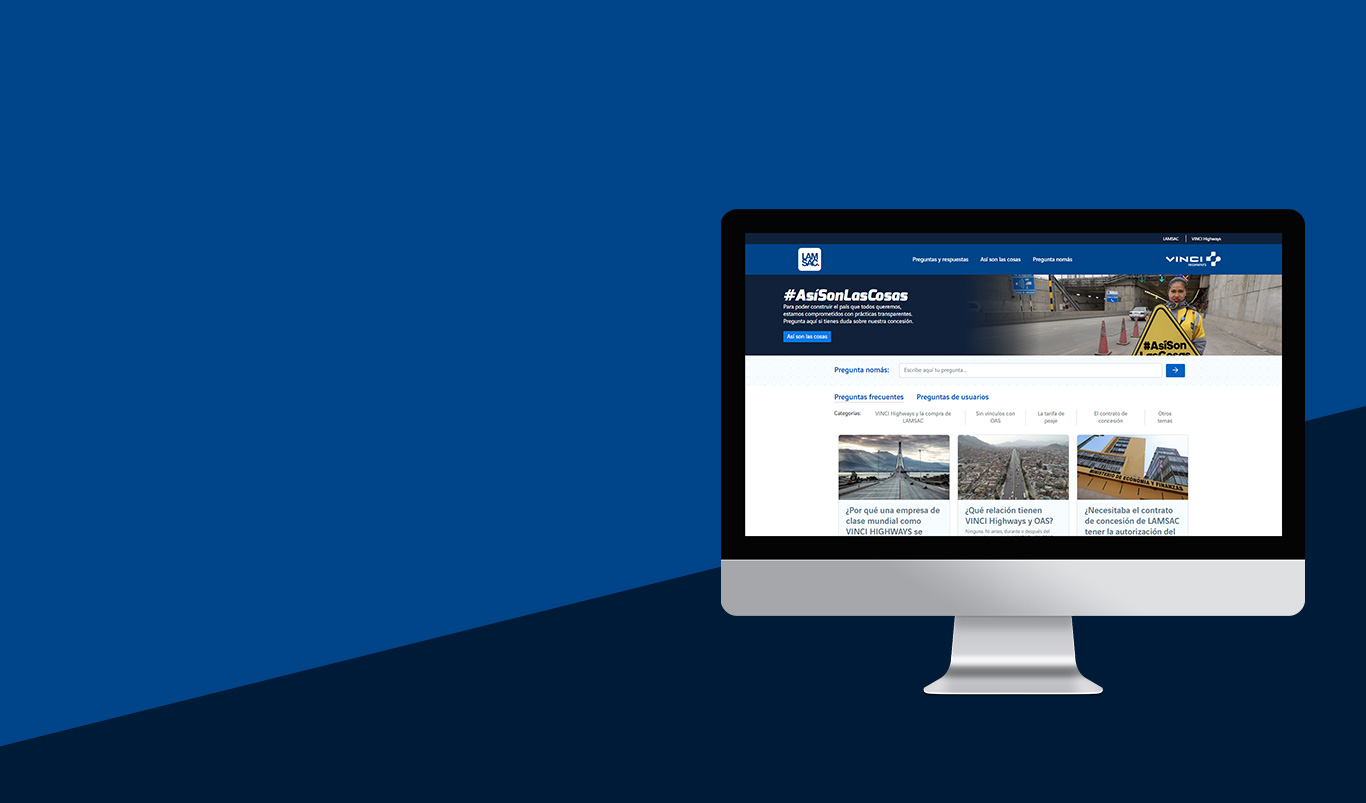 LAMSAC VINCI Highways
LAM
SAC.
Preguntas y respuestas Así son las cosas Pregunta nomás
VINCI
HIGHWAYS
#AsíSonLasCosas
Para poder construir el país que todos queremos,
estamos comprometidos con prácticas transparentes.
Pregunta aquí si tienes duda sobre nuestra concesión.
Así son las cosas
#AsíSon
LasCosas
Pregunta nomás: Escribe aquí tu pregunta...
Preguntas frecuentes Preguntas de usuarios
Categorías: VINCI Highways y la compra de
LAMSAC
Sin vínculos con
OAS
La tarifa de
peaje
El contrato de
concesión
Otros
temas
MINISTERIO DE ECONOMIA Y FINANZAS
¿Por qué una empresa de
clase mundial como
VINCI HIGHWAYS se
¿Qué relación tienen
VINCI Highways y OAS?
Ninguna. Ni antes, durante o después del
¿Necesitaba el contrato
de concesión de LAMSAC
tener la autorización del